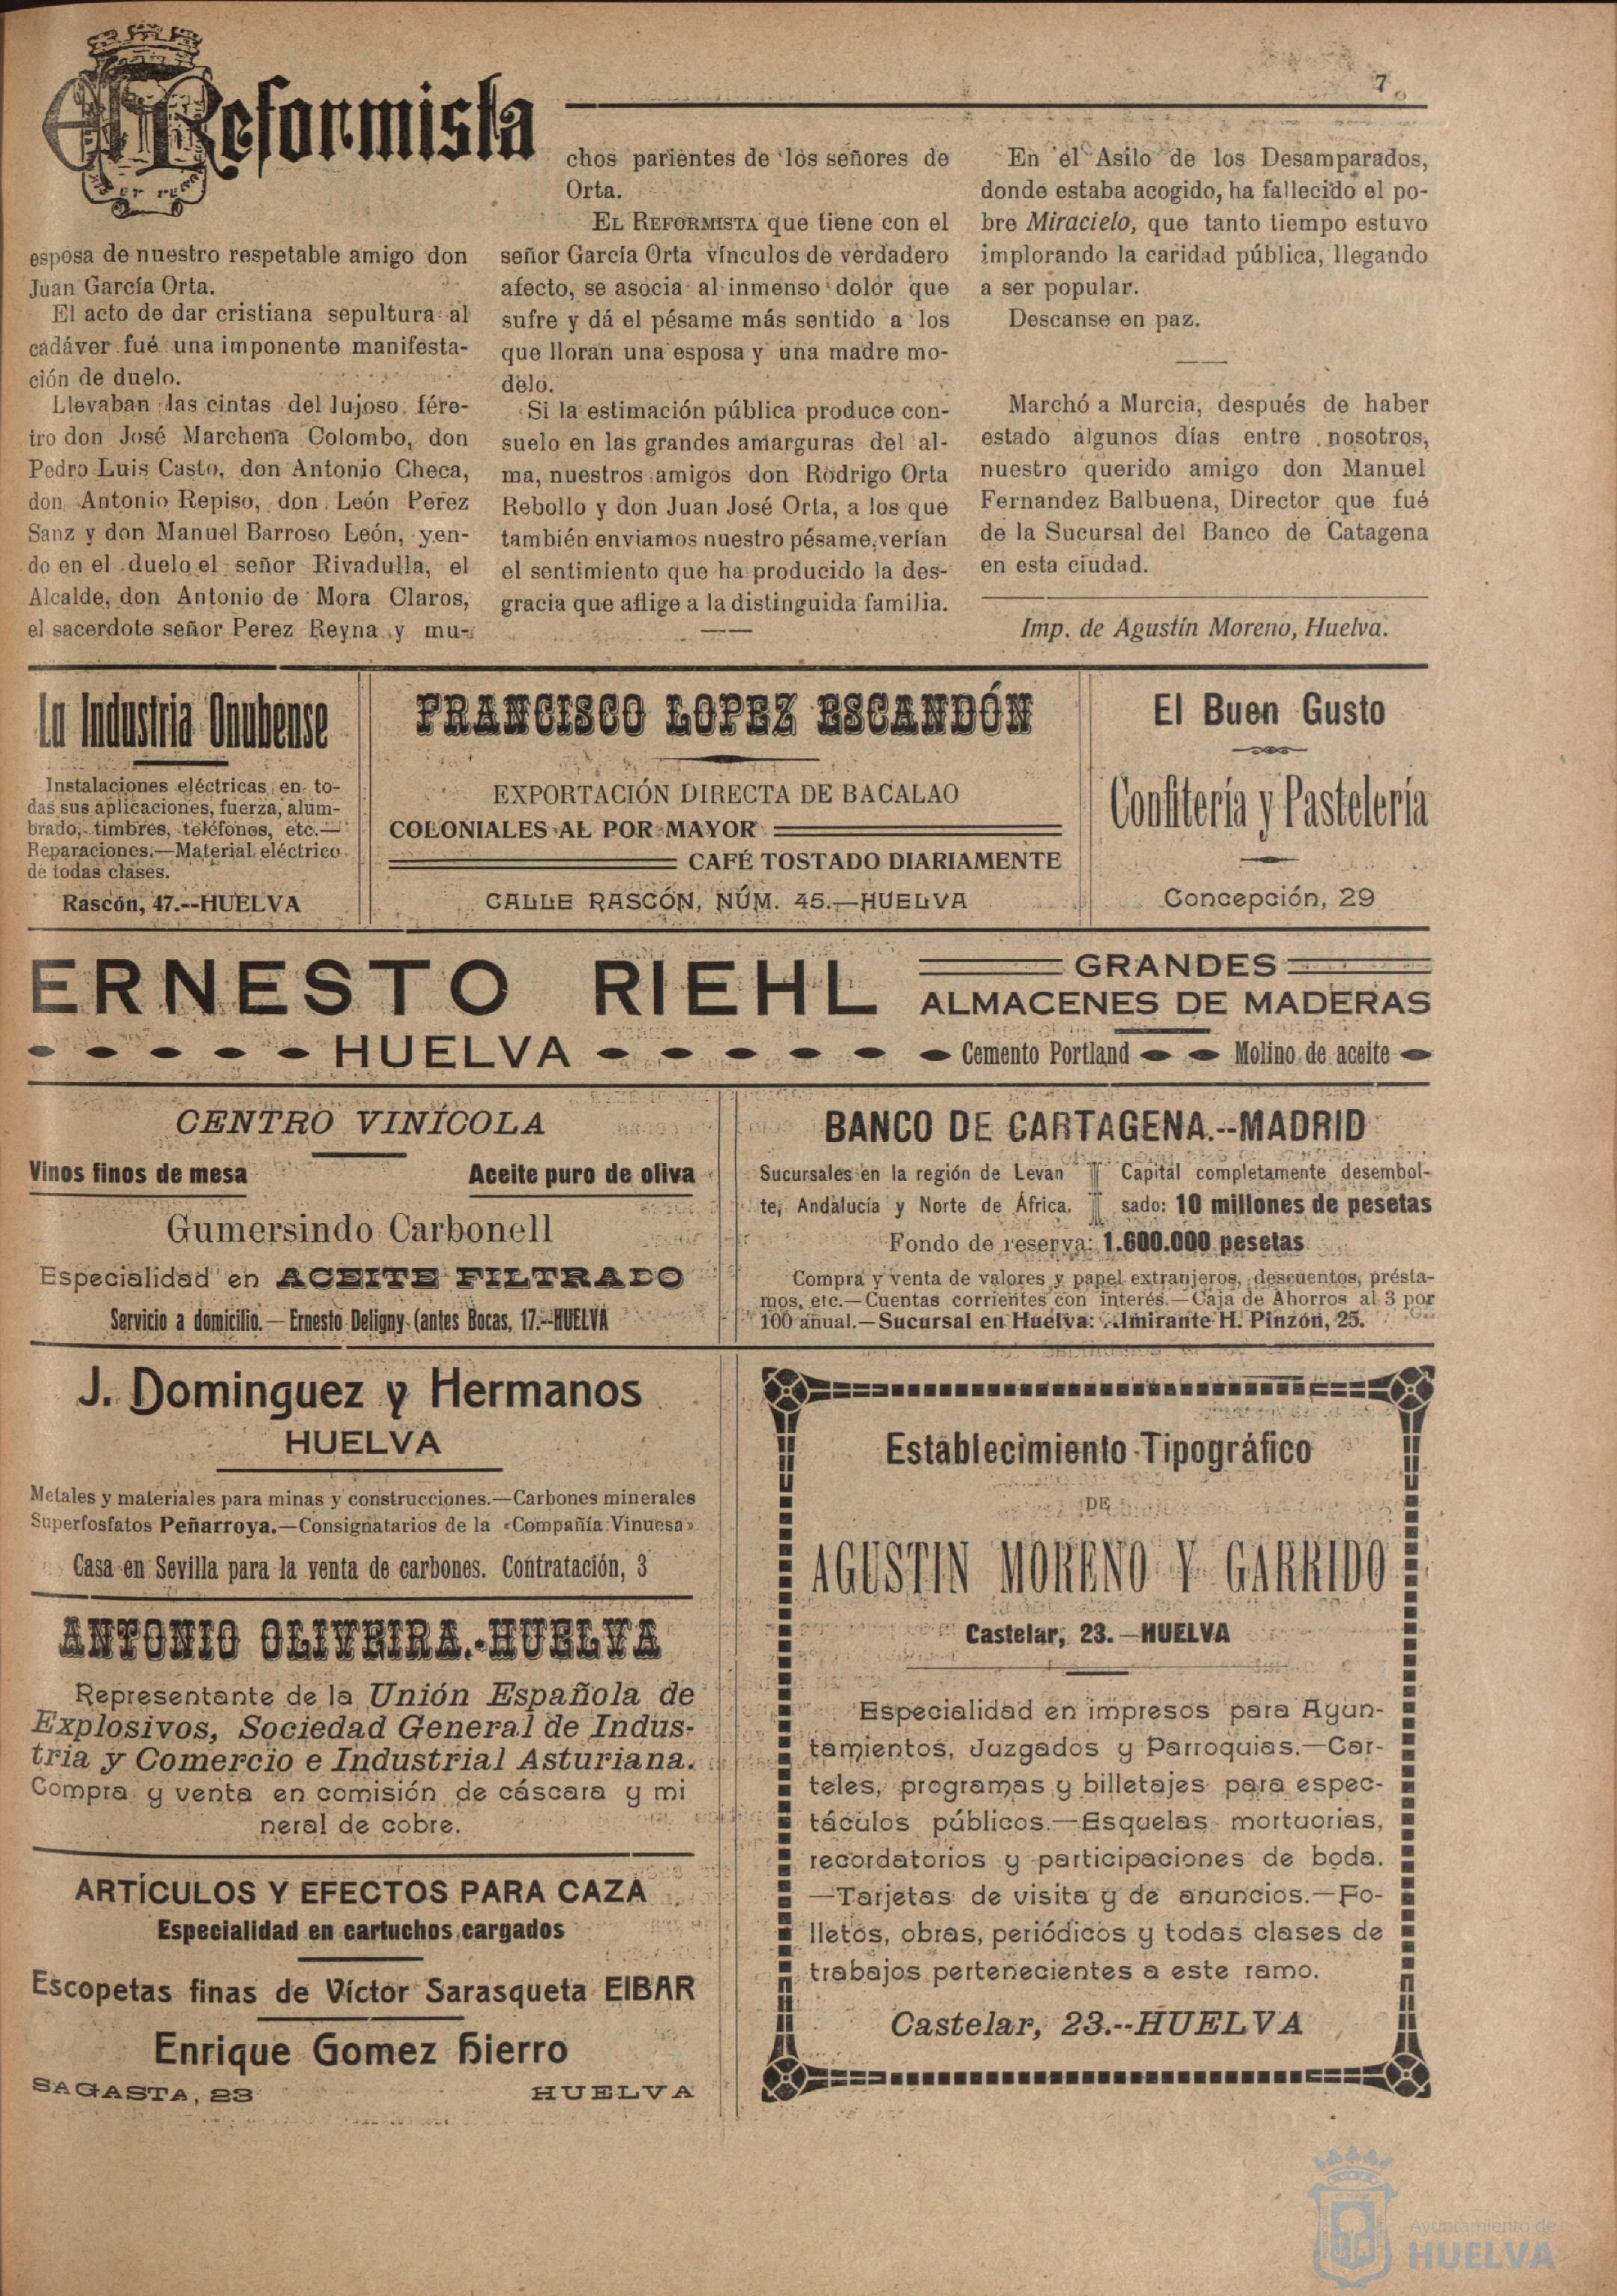 El Reformista
7
esposa de nuestro respetable amigo don
Juan García Orta.
El acto de dar cristiana sepultura al
cadáver fué una imponente manifesta-
ción de duelo.
Llevaban las cintas del lujoso fére-
tro don José Marchena Colombo, don
Pedro Luis Casto, don Antonio Checa,
don Antonio Repiso, don León Perez
Sanz y don Manuel Barroso León, yen-
do en el duelo el señor Rivadulla, el
Alcalde, don Antonio de Mora Claros,
el sacerdote señor Perez Reyna y mu-
chos parientes de los señores de
Orta.
EL REFORMISTA que tiene con el
señor García Orta vínculos de verdadero
afecto, se asocia al inmenso dolor que
sufre y dá el pésame más sentido a los
que lloran una esposa y una madre mo-
delo.
Si la estimación pública produce con-
suelo en las grandes amarguras del al-
ma, nuestros amigos don Rodrigo Orta
Rebollo y don Juan José Orta, a los que
también enviamos nuestro pésame, verían
el sentimiento que ha producido la des-
gracia que aflige a la distinguida familia.
En el Asilo de los Desamparados,
donde estaba acogido, ha fallecido el po-
bre Miracielo, que tanto tiempo estuvo
implorando la caridad pública, llegando
a ser popular.
Descanse en paz.
Marchó a Murcia, después de haber
estado algunos días entre nosotros,
nuestro querido amigo don Manuel
Fernandez Balbuena, Director que fué
de la Sucursal del Banco de Catagena
en esta ciudad.
Imp. de Agustín Moreno, Huelva.
La Industria Onubense
Instalaciones eléctricas en to-
das sus aplicaciones, fuerza, alum-
brado, timbres, teléfonos, etc.—
Reparaciones.—Material eléctrico
de todas clases.
Rascón, 47.--HUELVA
FRANCISCO LOPEZ ESCANDÓN
EXPORTACIÓN DIRECTA DE BACALAO
COLONIALES AL POR MAYOR
CAFÉ TOSTADO DIARIAMENTE
CALLE RASCÓN, NÚM. 45.—HUELVA
El Buen Gusto
Confitería y Pastelería
Concepción, 29
ERNESTO RIEHL
HUELVA
GRANDES
ALMACENES DE MADERAS
Cemento Portland Molino de aceite
CENTRO VINÍCOLA
Vinos finos de mesa Aceite puro de oliva
Gumersindo Carbonell
Especialidad en ACEITE FILTRADO
Servicio a domicilio.—Ernesto Deligny (antes Bocas, 17.--HUELVA
BANCO DE CARTAGENA.--MADRID
Sucursales en la región de Levan
te, Andalucía y Norte de África.
Capital completamente desembol-
sado: 10 millones de pesetas
Fondo de reserva: 1.600.000 pesetas
Compra y venta de valores y papel extranjeros, descuentos, présta-
mos, etc.—Cuentas corrientes con interés.—Caja de Ahorros al 3 por
100 anual.—Sucursal en Huelva: Almirante H. Pinzón, 25.
J. Dominguez y Hermanos
HUELVA
Metales y materiales para minas y construcciones.—Carbones minerales
Superfosfatos Peñarroya.—Consignatarios de la «Compañía Vinuesa»
Casa en Sevilla para la venta de carbones. Contratación, 3
ANTONIO OLIVEIRA.-HUELVA
Representante de la Unión Española de
Explosivos, Sociedad General de Indus-
tria y Comercio e Industrial Asturiana.
Compra y venta en comisión de cáscara y mi
neral de cobre.
ARTÍCULOS Y EFECTOS PARA CAZA
Especialidad en cartuchos cargados
Escopetas finas de Víctor Sarasqueta EIBAR
Enrique Gomez Hierro
SAGASTA, 23 HUELVA
Establecimiento Tipográfico
DE
AGUSTIN MORENO Y GARRIDO
Castelar, 23.—HUELVA
Especialidad en impresos para Ayun-
tamientos, Juzgados y Parroquias.—Car-
teles, programas y billetajes para espec-
táculos públicos.—Esquelas mortuorias,
recordatorios y participaciones de boda.
—Tarjetas de visita y de anuncios.—Fo-
lletos, obras, periódicos y todas clases de
trabajos pertenecientes a este ramo.
Castelar, 23.--HUELVA
Ayuntamiento de
HUELVA